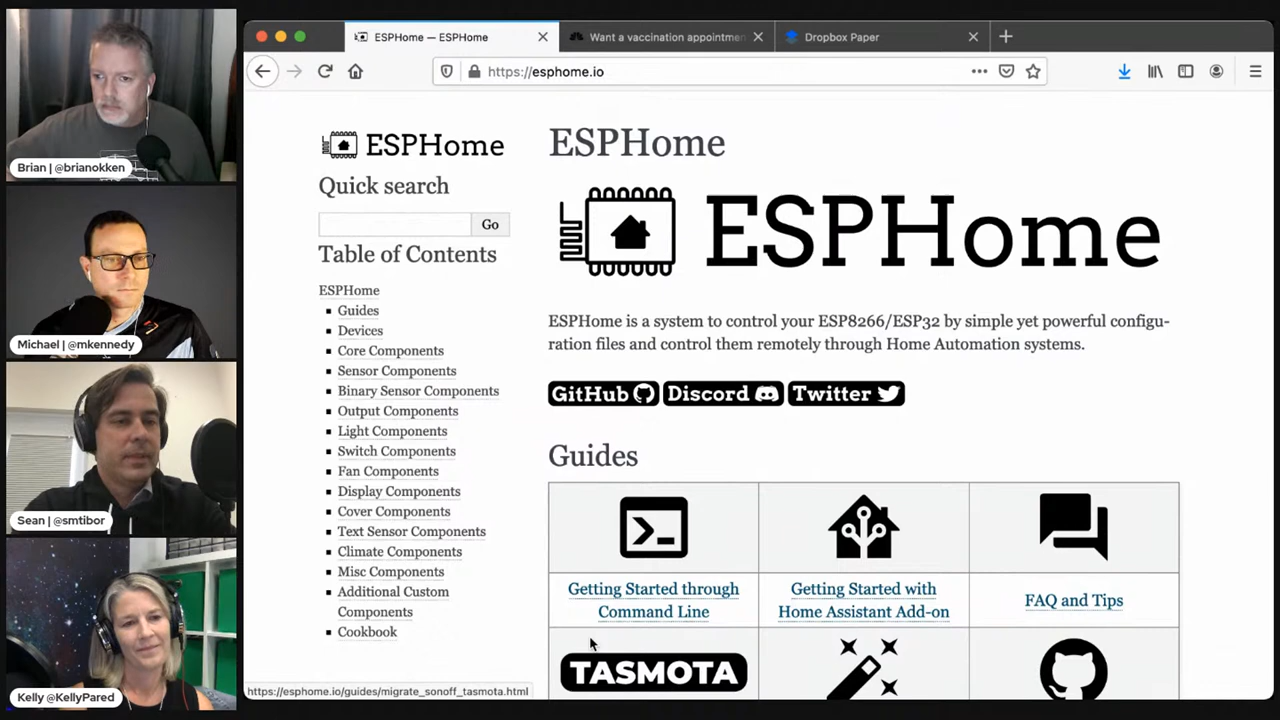 Brian | @brianokken
Michael | @mkennedy
Sean | @smtibor
Kelly @KellyPared
ESPHome — ESPHome
Want a vaccination appointmen
Dropbox Paper
https://esphome.io
ESPHome
Quick search
Go
Table of Contents
ESPHome
Guides
Devices
Core Components
Sensor Components
Binary Sensor Components
Output Components
Light Components
Switch Components
Fan Components
Display Components
Cover Components
Text Sensor Components
Climate Components
Misc Components
Additional Custom
Components
Cookbook
ESPHome
ESPHome
ESPHome is a system to control your ESP8266/ESP32 by simple yet powerful configu-
ration files and control them remotely through Home Automation systems.
GitHub Discord Twitter
Guides
Getting Started through
Command Line
Getting Started with
Home Assistant Add-on
FAQ and Tips
TASMOTA
https://esphome.io/guides/migrate_sonoff_tasmota.html